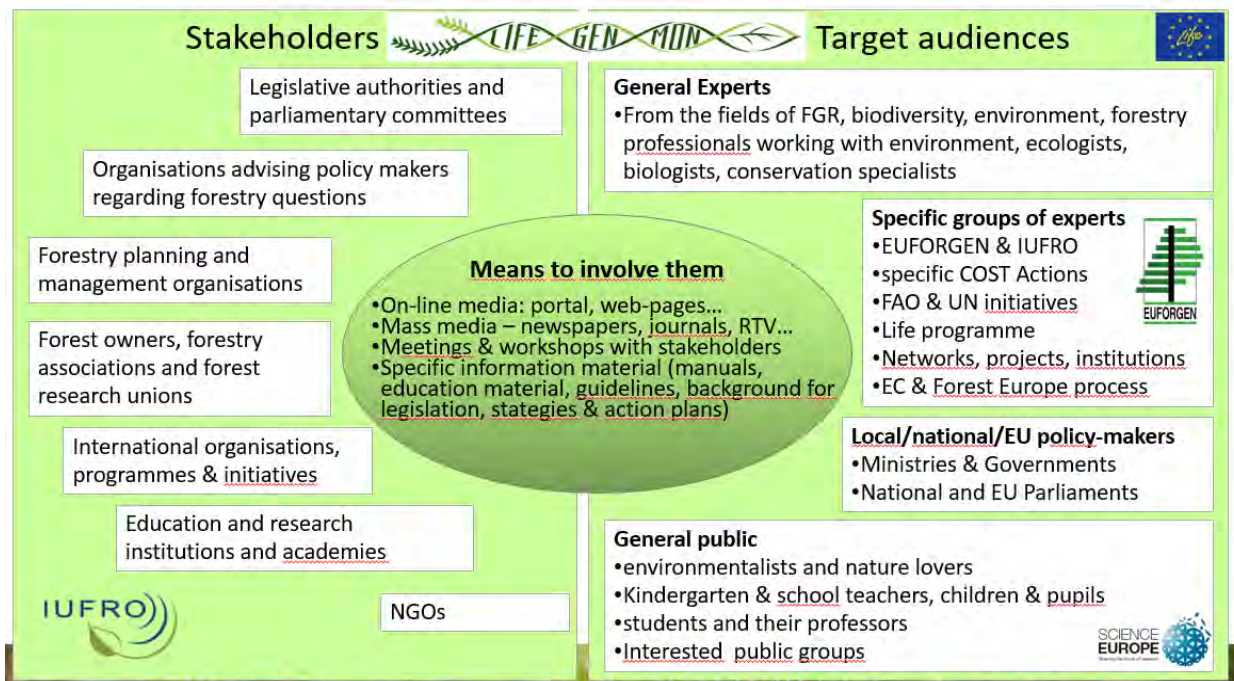 Stakeholders
LIFE GEN MON
Target audiences
Life
Legislative authorities and
parliamentary committees
Organisations advising policy makers
regarding forestry questions
Forestry planning and
management organisations
Forest owners, forestry
associations and forest
research unions
International organisations,
programmes & initiatives
Education and research
institutions and academies
NGOs
IUFRO
Means to involve them
•On-line media: portal, web-pages…
•Mass media – newspapers, journals, RTV…
•Meetings & workshops with stakeholders
•Specific information material (manuals,
education material, guidelines, background for
legislation, stategies & action plans)
General Experts
•From the fields of FGR, biodiversity, environment, forestry
professionals working with environment, ecologists,
biologists, conservation specialists
Specific groups of experts
•EUFORGEN & IUFRO
•specific COST Actions
•FAO & UN initiatives
•Life programme
•Networks, projects, institutions
•EC & Forest Europe process
EUFORGEN
Local/national/EU policy-makers
•Ministries & Governments
•National and EU Parliaments
General public
•environmentalists and nature lovers
•Kindergarten & school teachers, children & pupils
•students and their professors
•Interested public groups
SCIENCE
EUROPE